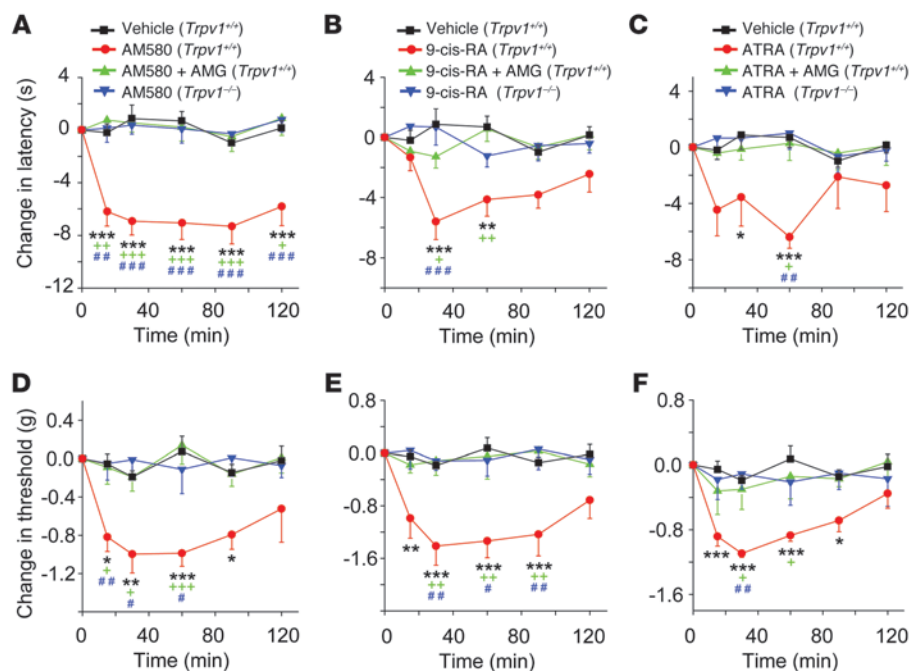 A
Vehicle (Trpv1+/+)
AM580 (Trpv1+/+)
AM580 + AMG (Trpv1+/+)
AM580 (Trpv1–/–)
Change in latency (s)
4
0
-4
-8
-12
***
++
##
***
+++
###
***
+++
###
***
+++
###
***
+
###
0 40 80 120
Time (min)
B
Vehicle (Trpv1+/+)
9-cis-RA (Trpv1+/+)
9-cis-RA + AMG (Trpv1+/+)
9-cis-RA (Trpv1–/–)
4
0
-4
-8
***
+
###
**
++
0 40 80 120
Time (min)
C
Vehicle (Trpv1+/+)
ATRA (Trpv1+/+)
ATRA + AMG (Trpv1+/+)
ATRA (Trpv1–/–)
4
0
-4
-8
*
***
+
##
0 40 80 120
Time (min)
D
Change in threshold (g)
0.4
0.0
-0.4
-0.8
-1.2
*
+
##
**
+
#
***
+++
#
*
0 40 80 120
Time (min)
E
0.8
0.0
-0.8
-1.6
**
***
++
##
***
++
#
***
++
##
0 40 80 120
Time (min)
F
0.8
0.0
-0.8
-1.6
***
***
+
##
***
+
*
0 40 80 120
Time (min)